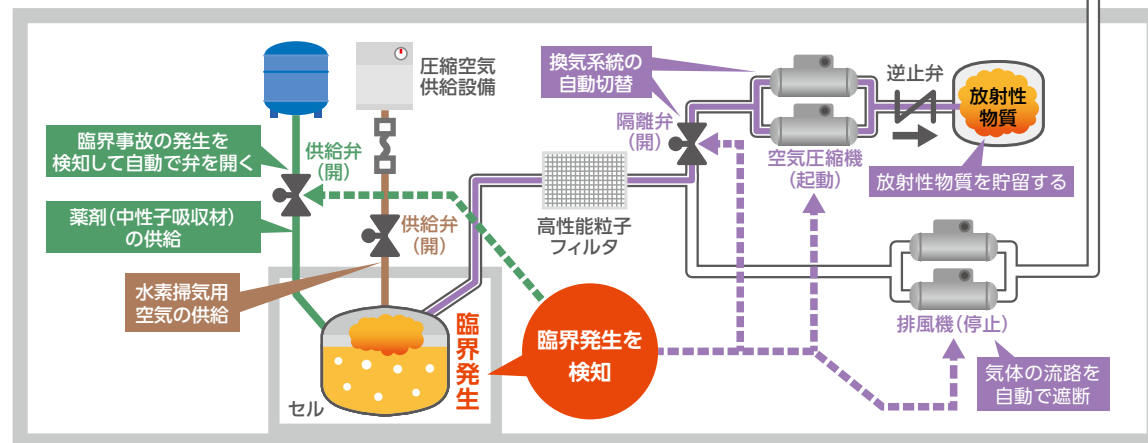 圧縮空気
供給設備
換気系統の
自動切替
逆止弁
放射性
物質
臨界事故の発生を
検知して自動で弁を開く
供給弁
(開)
隔離弁
(開)
空気圧縮機
(起動)
放射性物質を貯留する
薬剤(中性子吸収材)
の供給
供給弁
(開)
高性能粒子
フィルタ
水素掃気用
空気の供給
臨界発生
臨界発生を
検知
排風機(停止)
気体の流路を
自動で遮断
セル